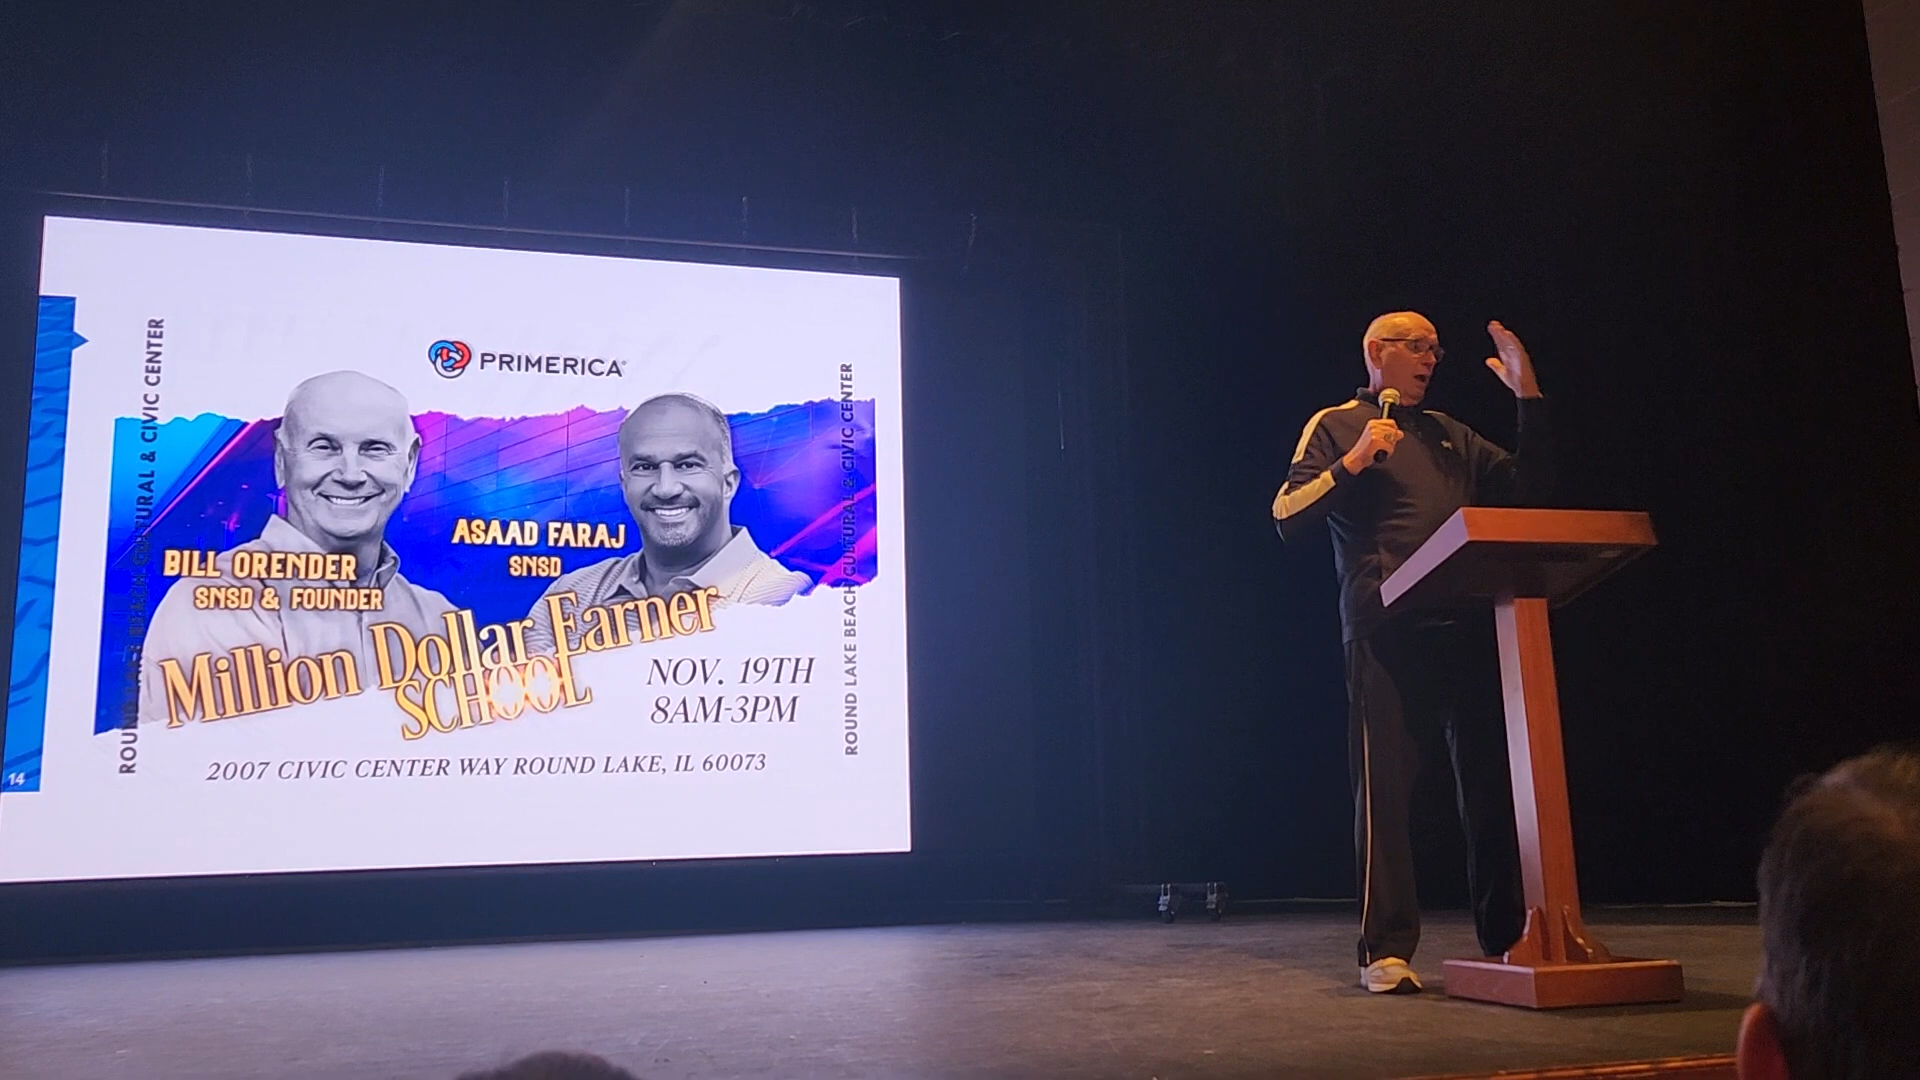 PRIMERICA
BILL ORENDER
SNSD & FOUNDER
ASAAD FARAJ
SNSD
Million Dollar Earner
SCHOOL
NOV. 19TH
8AM-3PM
2007 CIVIC CENTER WAY ROUND LAKE, IL 60073
ROUND LAKE BEACH CULTURAL & CIVIC CENTER
ROUND LAKE BEACH CULTURAL & CIVIC CENTER
14